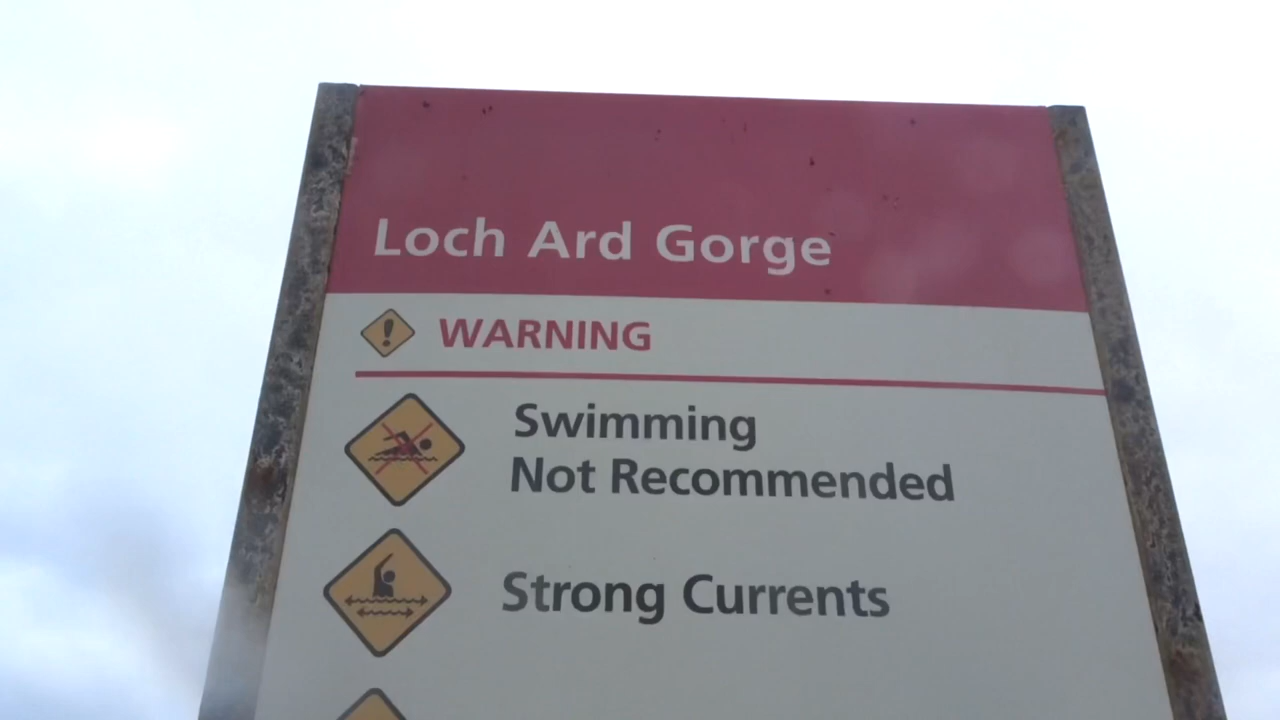 Loch Ard Gorge
WARNING
Swimming
Not Recommended
Strong Currents